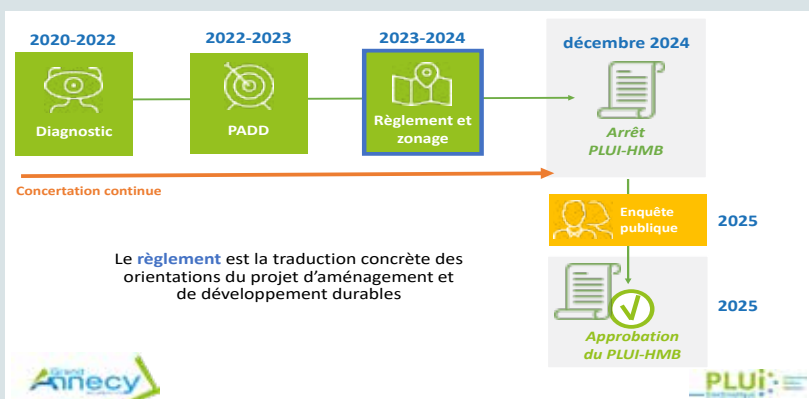 2020-2022
2022-2023
2023-2024
décembre 2024
Diagnostic
PADD
Règlement et
zonage
Arrêt
PLUI-HMB
Concertation continue
Enquête
publique
2025
Le règlement est la traduction concrète des
orientations du projet d'aménagement et
de développement durables
2025
Approbation
du PLUI-HMB
Grand
Annecy
PLUi